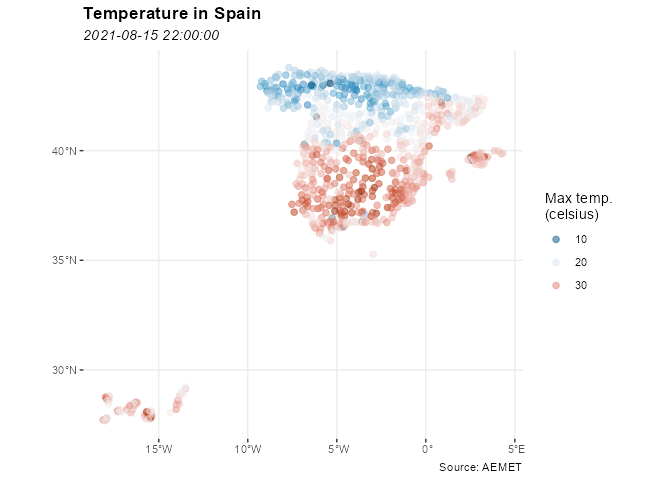 Temperature in Spain
2021-08-15 22:00:00
40°N
35°N
30°N
15°W
10°W
5°W
0°
5°E
Max temp.
(celsius)
10
20
30
Source: AEMET